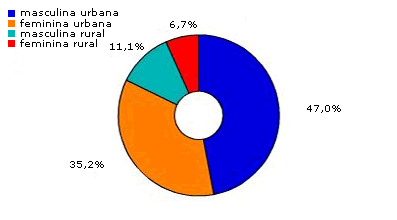 masculina urbana
feminina urbana
masculina rural
feminina rural
6,7%
11,1%
47,0%
35,2%